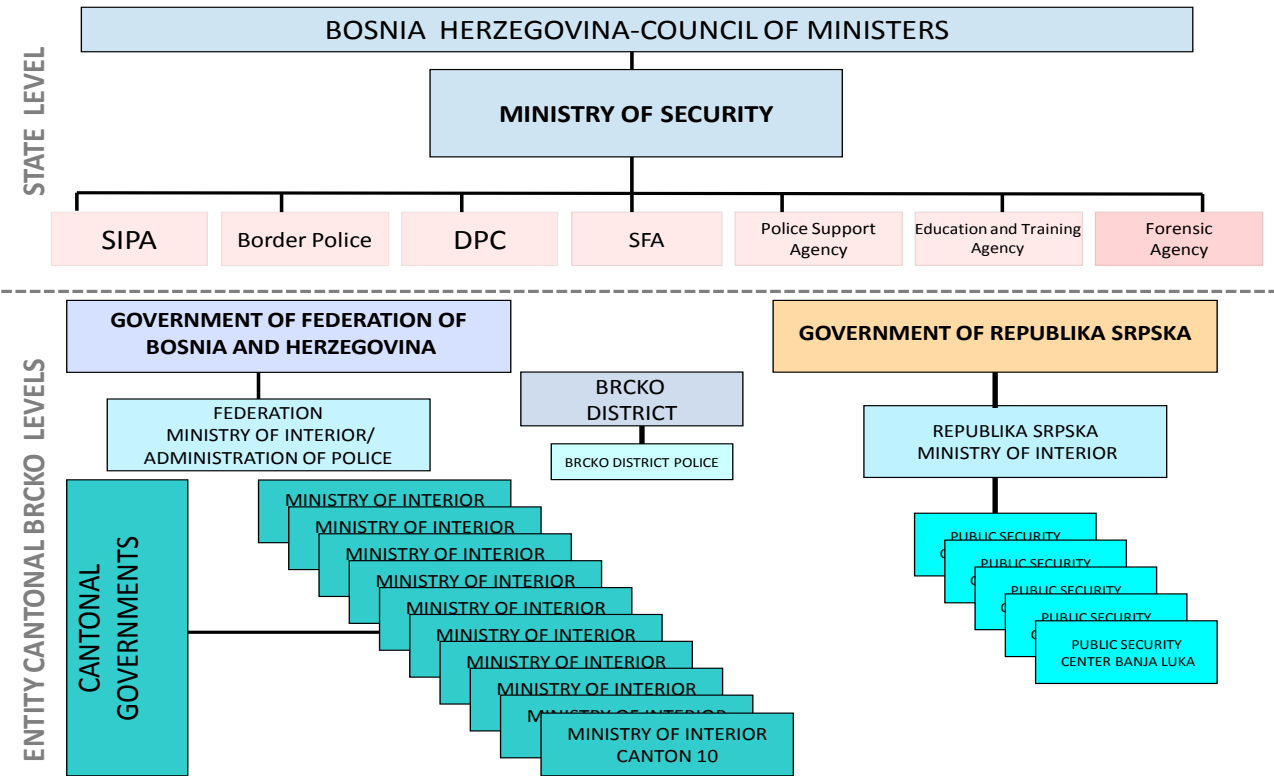 BOSNIA HERZEGOVINA-COUNCIL OF MINISTERS
STATE LEVEL
MINISTRY OF SECURITY
SIPA
Border Police
DPC
SFA
Police Support
Agency
Education and Training
Agency
Forensic
Agency
ENTITY CANTONAL BRCKO LEVELS
GOVERNMENT OF FEDERATION OF
BOSNIA AND HERZEGOVINA
FEDERATION
MINISTRY OF INTERIOR/
ADMINISTRATION OF POLICE
BRCKO
DISTRICT
BRCKO DISTRICT POLICE
GOVERNMENT OF REPUBLIKA SRPSKA
REPUBLIKA SRPSKA
MINISTRY OF INTERIOR
CANTONAL
GOVERNMENTS
MINISTRY OF INTERIOR
MINISTRY OF INTERIOR
MINISTRY OF INTERIOR
MINISTRY OF INTERIOR
MINISTRY OF INTERIOR
MINISTRY OF INTERIOR
MINISTRY OF INTERIOR
MINISTRY OF INTERIOR
MINISTRY OF INTERIOR
MINISTRY OF INTERIOR
CANTON 10
PUBLIC SECURITY
PUBLIC SECURITY
PUBLIC SECURITY
PUBLIC SECURITY
PUBLIC SECURITY
CENTER BANJA LUKA